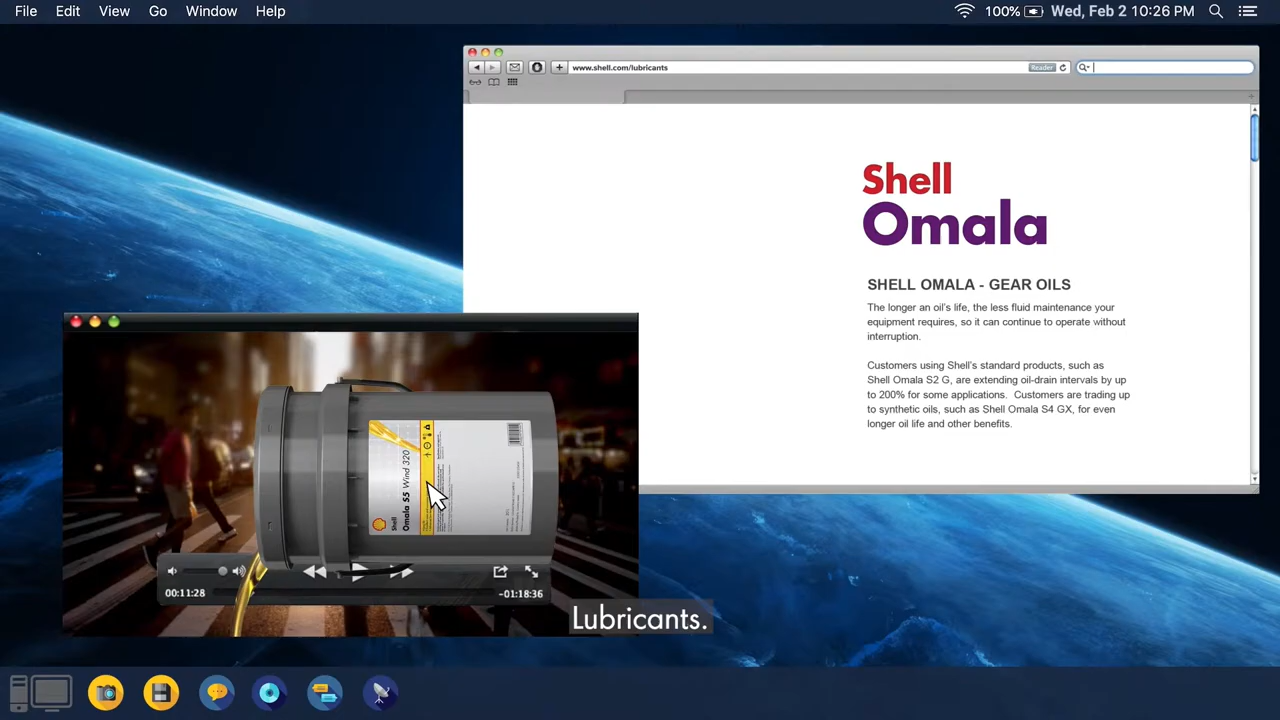 File Edit View Go Window Help
100% Wed, Feb 2 10:26 PM
www.shell.com/lubricants
Reader
Shell
Omala
SHELL OMALA - GEAR OILS
The longer an oil's life, the less fluid maintenance your
equipment requires, so it can continue to operate without
interruption.
Customers using Shell's standard products, such as
Shell Omala S2 G, are extending oil-drain intervals by up
to 200% for some applications. Customers are trading up
to synthetic oils, such as Shell Omala S4 GX, for even
longer oil life and other benefits.
Shell
Omala S5 Wind 320
00:11:28
-01:18:36
Lubricants.